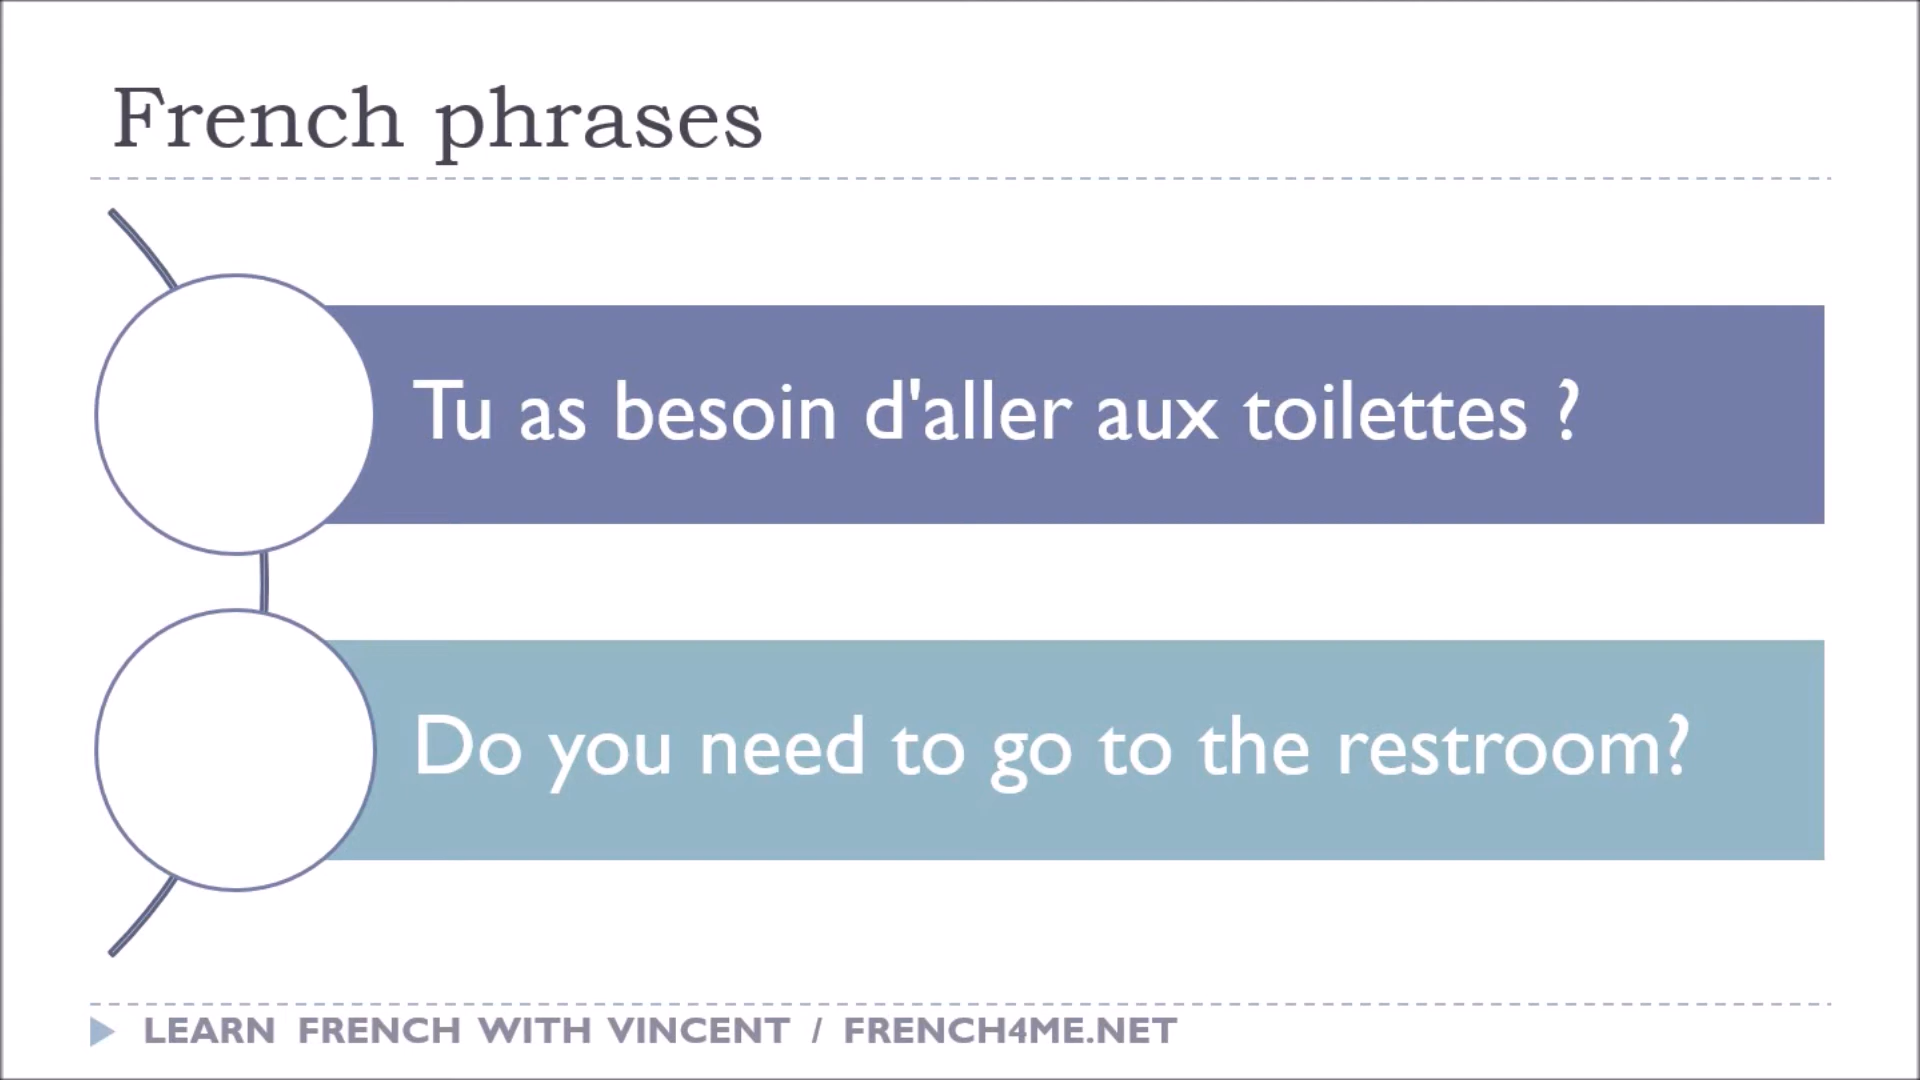 French phrases
Tu as besoin d'aller aux toilettes ?
Do you need to go to the restroom?
LEARN FRENCH WITH VINCENT / FRENCH4ME.NET